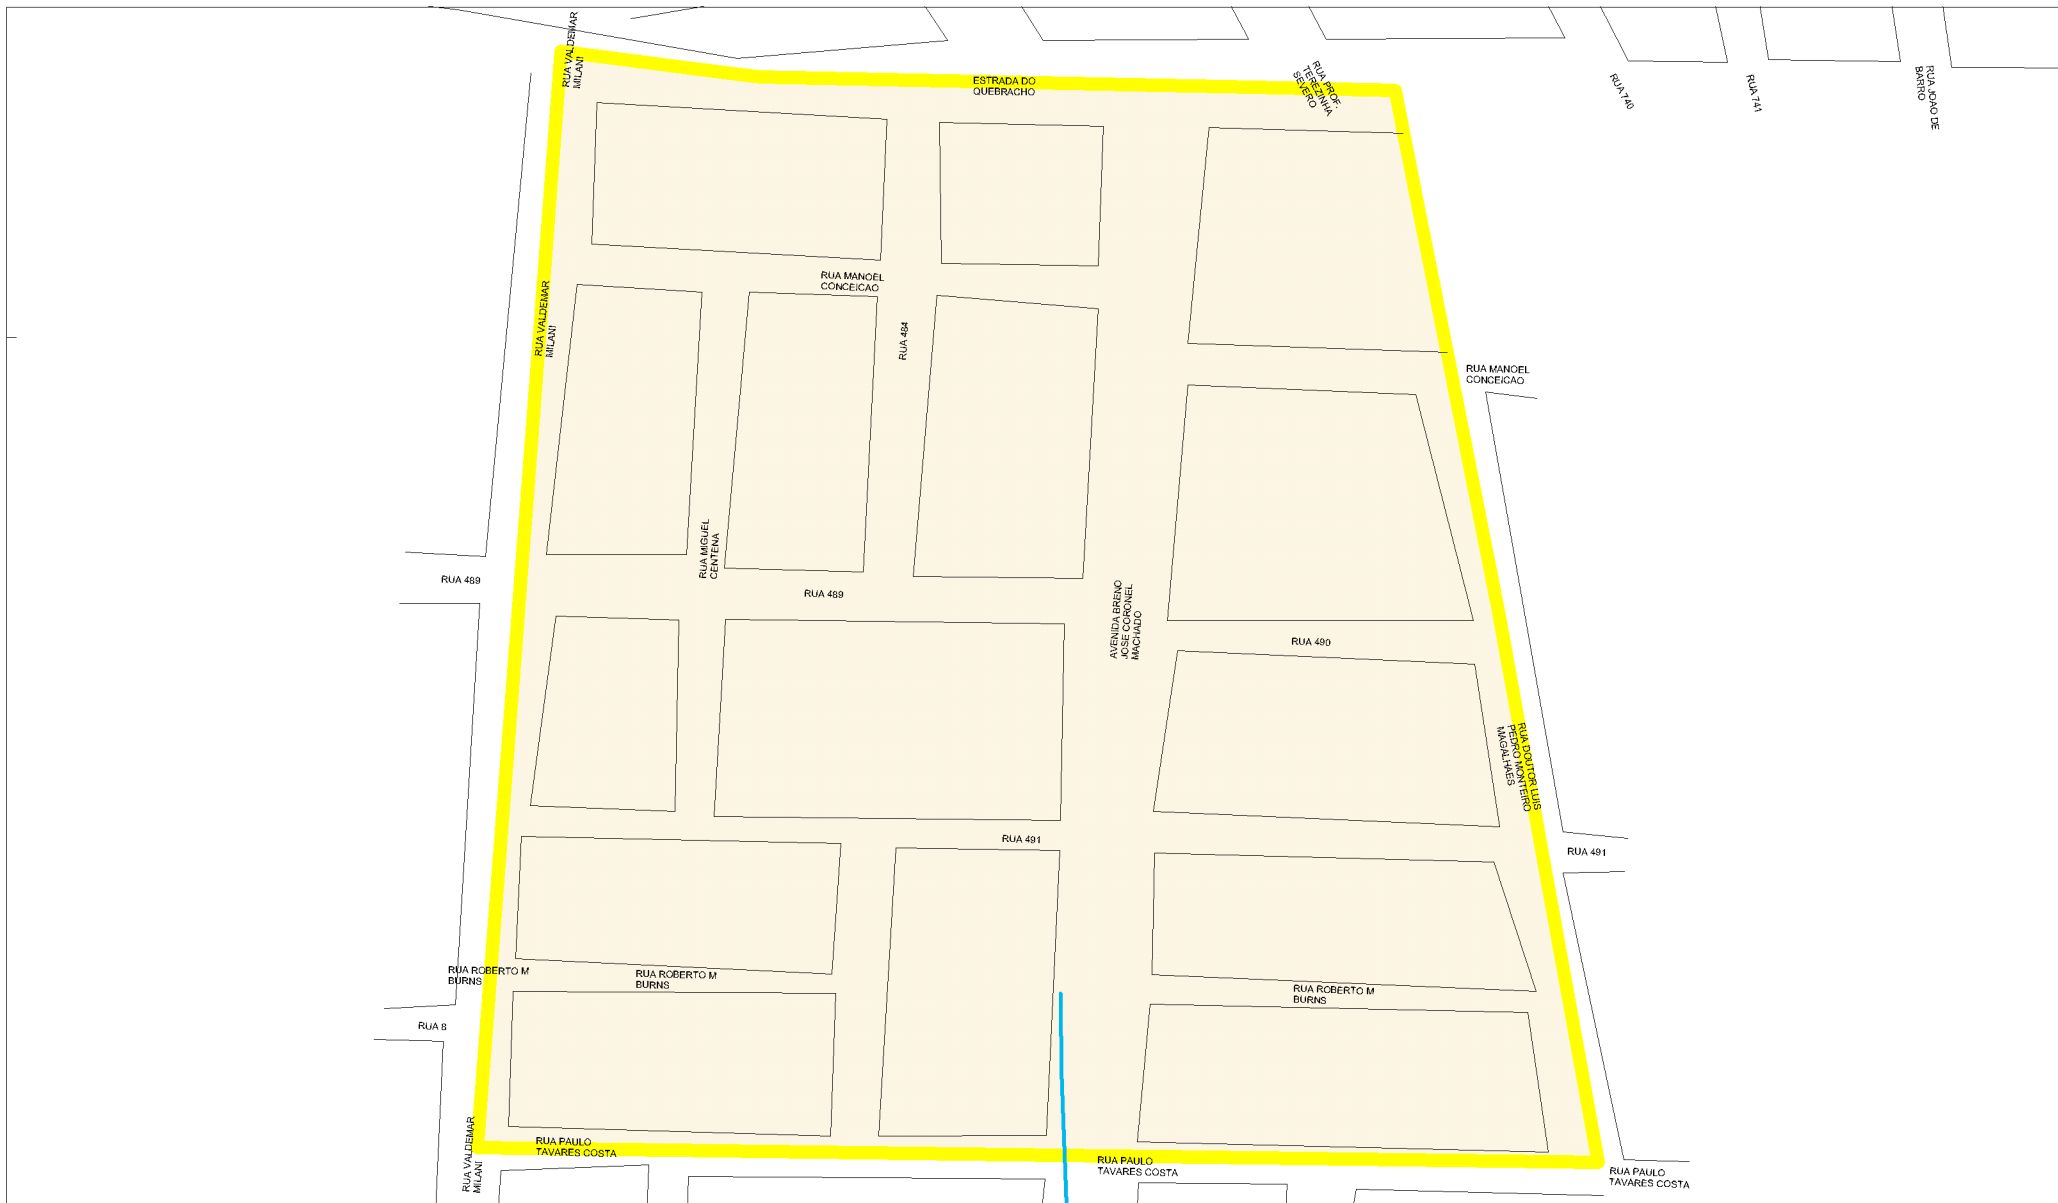 RUA VALDEMAR
MILANI
ESTRADA DO
QUEBRACHO
RUA PROF.
TEREZINHA
SEVERO
RUA 740
RUA 741
RUA JOAO DE
BARRO
RUA MANOEL
CONCEICAO
RUA VALDEMAR
MILANI
RUA 484
RUA MANOEL
CONCEICAO
RUA MIGUEL
CENTENA
RUA 489
RUA 489
AVENIDA BRENO
JOSE CORONEL
MACHADO
RUA 490
RUA DOUTOR LUIS
PEDRO MONTEIRO
MAGALHAES
RUA 491
RUA 491
RUA ROBERTO M
BURNS
RUA ROBERTO M
BURNS
RUA ROBERTO M
BURNS
RUA 8
RUA VALDEMAR
MILANI
RUA PAULO
TAVARES COSTA
RUA PAULO
TAVARES COSTA
RUA PAULO
TAVARES COSTA